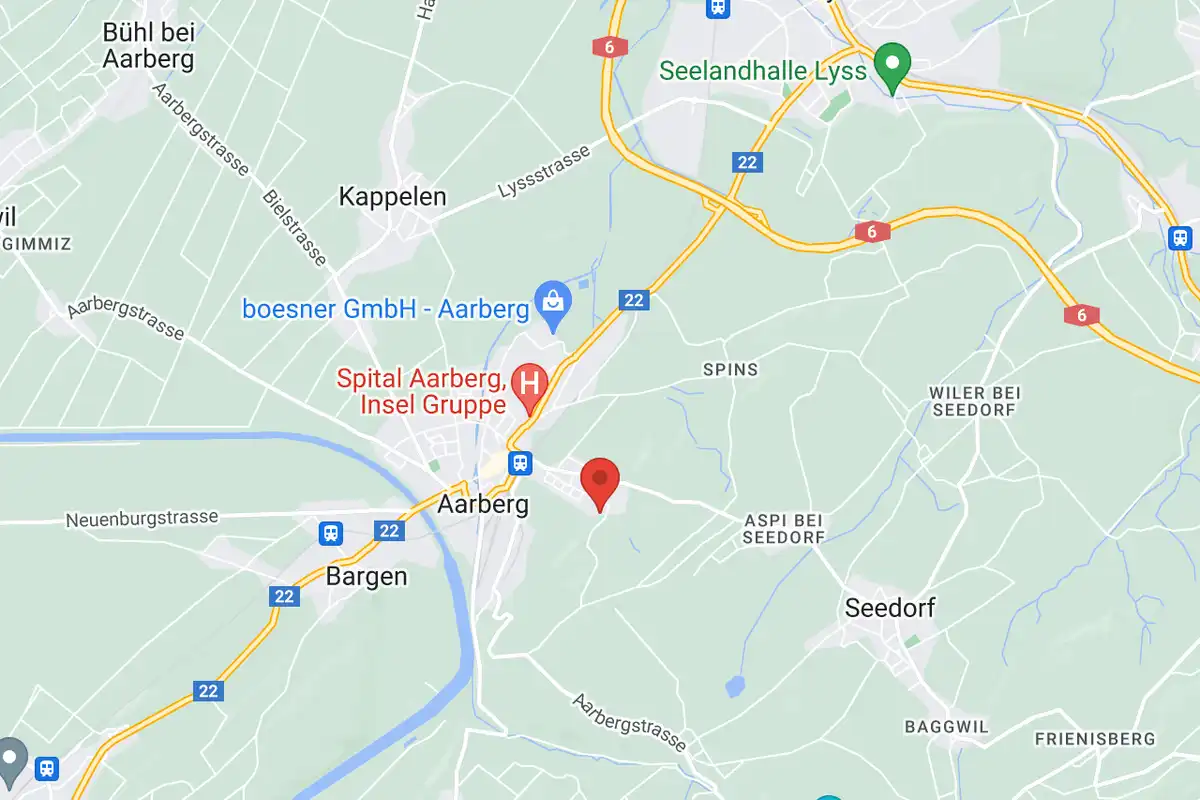 Bühl bei
Aarberg
6
Seelandhalle Lyss
Aarbergstrasse
Lyssstrasse
22
Kappelen
Bielstrasse
GIMMIZ
6
boesner GmbH - Aarberg
22
Aarbergstrasse
6
Spital Aarberg,
Insel Gruppe
H
SPINS
WILER BEI
SEEDORF
Aarberg
Neuenburgstrasse
22
ASPI BEI
SEEDORF
Bargen
22
Seedorf
22
Aarbergstrasse
BAGGWIL
FRIENISBERG